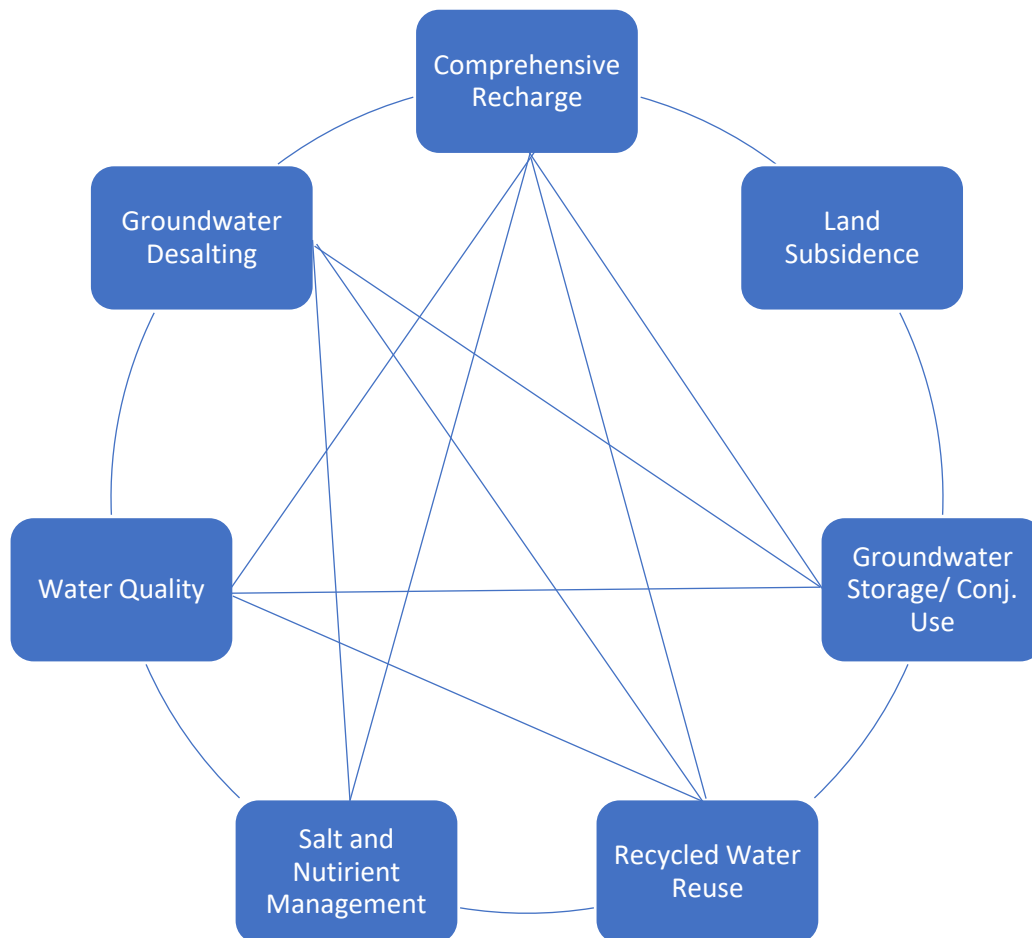 Comprehensive
Recharge
Groundwater
Desalting
Land
Subsidence
Water Quality
Groundwater
Storage/ Conj.
Use
Salt and
Nutirient
Management
Recycled Water
Reuse